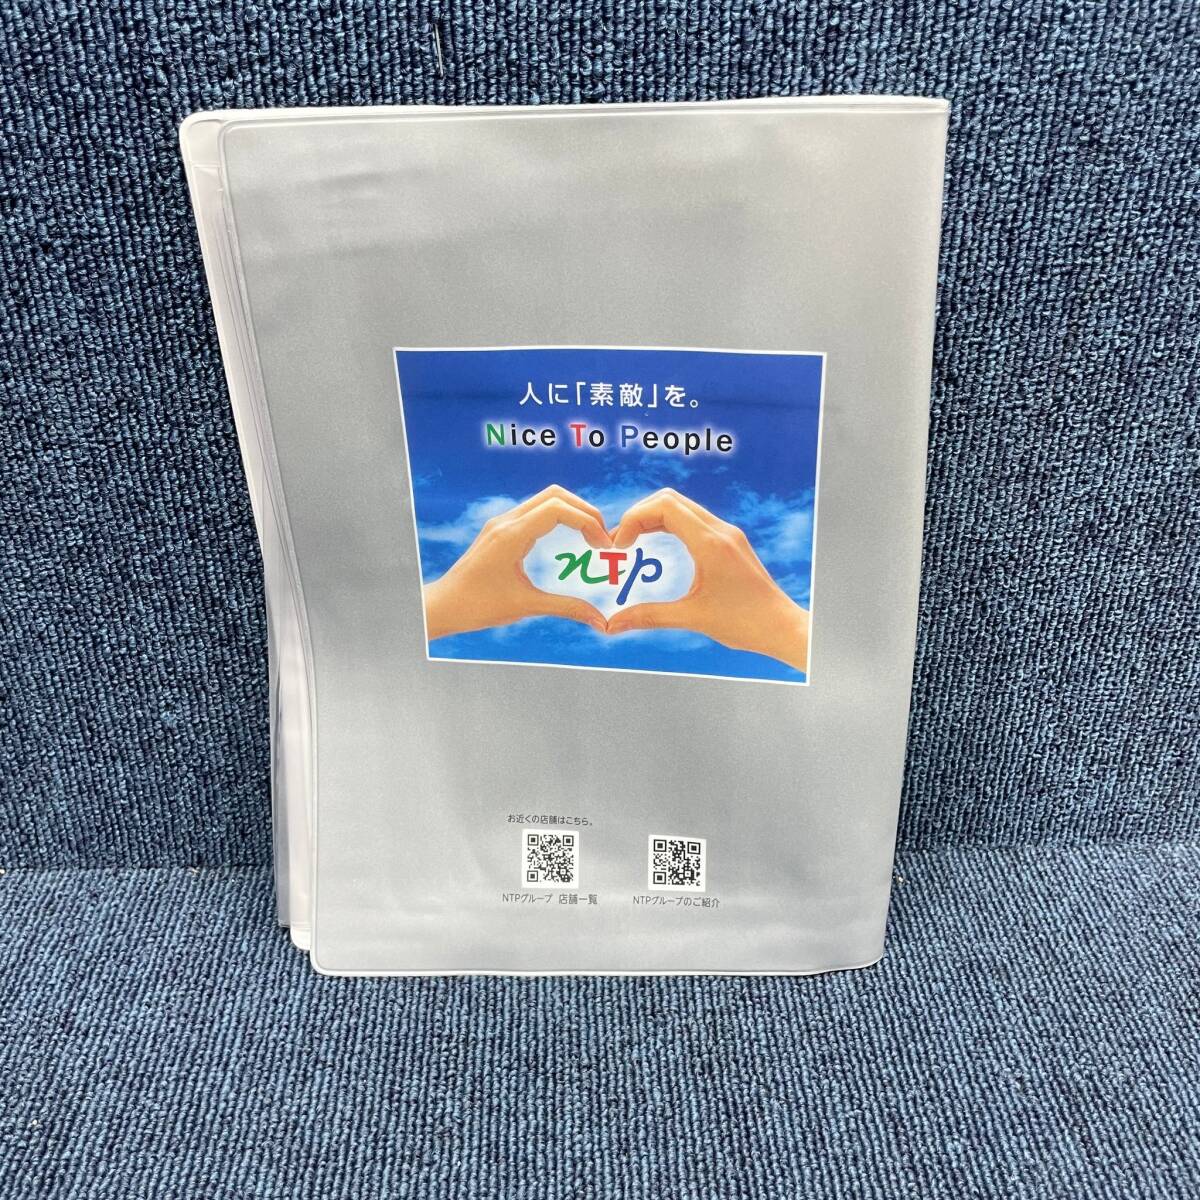 人に「素敵」を。
Nice To People
nTp
お近くの店舗はこちら。
NTPグループ 店舗一覧
NTPグループのご紹介